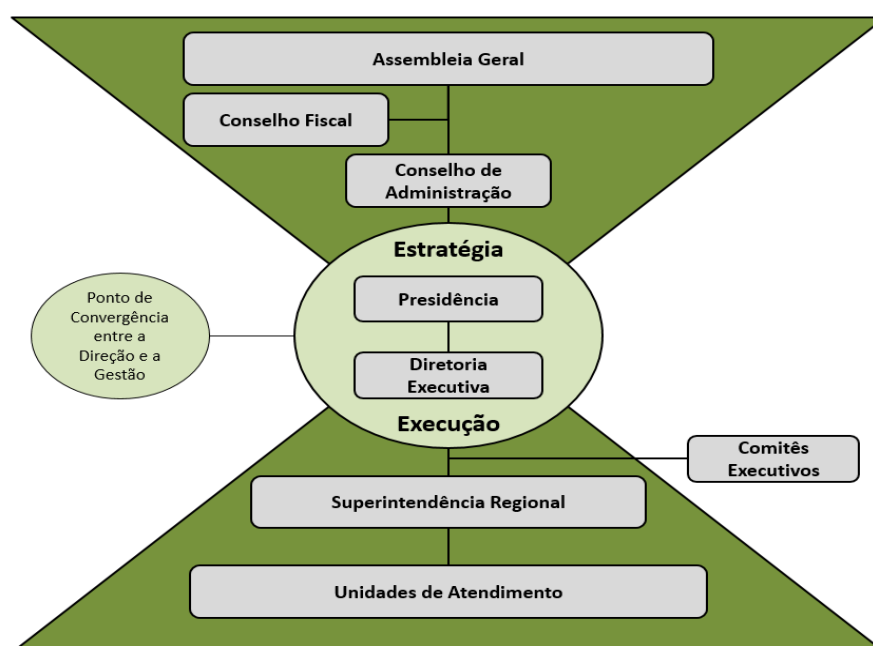 Assembleia Geral
Conselho Fiscal
Conselho de
Administração
Estratégia
Presidência
Ponto de
Convergência
entre a
Direção e a
Gestão
Diretoria
Executiva
Execução
Comitês
Executivos
Superintendência Regional
Unidades de Atendimento